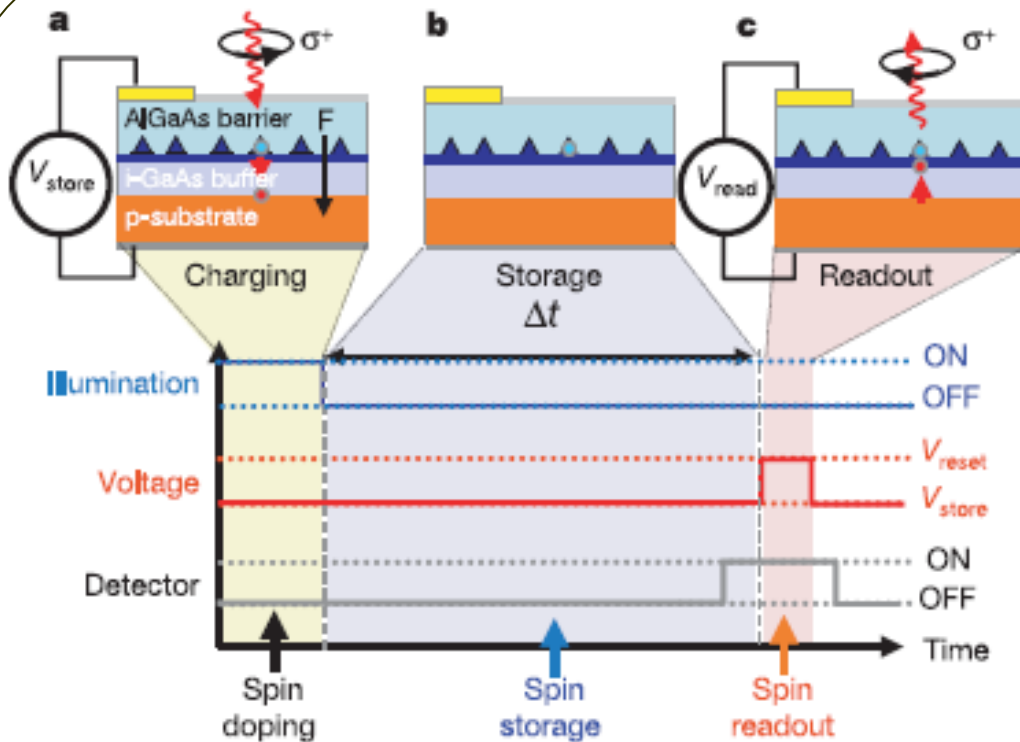 a
b
c
σ+
σ+
AlGaAs barrier F
Vstore
i-GaAs buffer
p-substrate
Vread
Charging
Storage
Δt
Readout
Illumination
ON
OFF
Voltage
Vreset
Vstore
Detector
ON
OFF
Time
Spin
doping
Spin
storage
Spin
readout